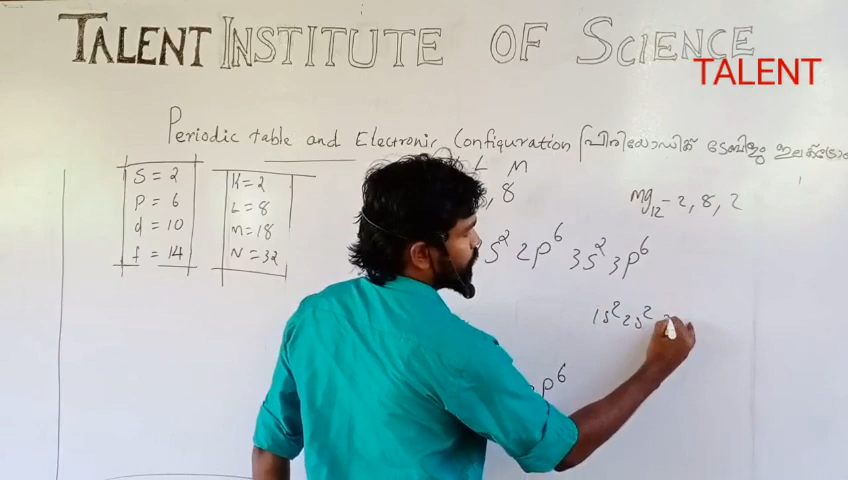 TALENT INSTITUTE OF SCIENCE
TALENT
Periodic table and Electronic Configuration (പിരിയോഡിക് ടേബിളും
S = 2
P = 6
d = 10
f = 14
K = 2
L = 8
M = 18
N = 32
L M
, 8
Mg12 - 2, 8, 2
S² 2P⁶ 3S² 3P⁶
1S² 2S²
P⁶